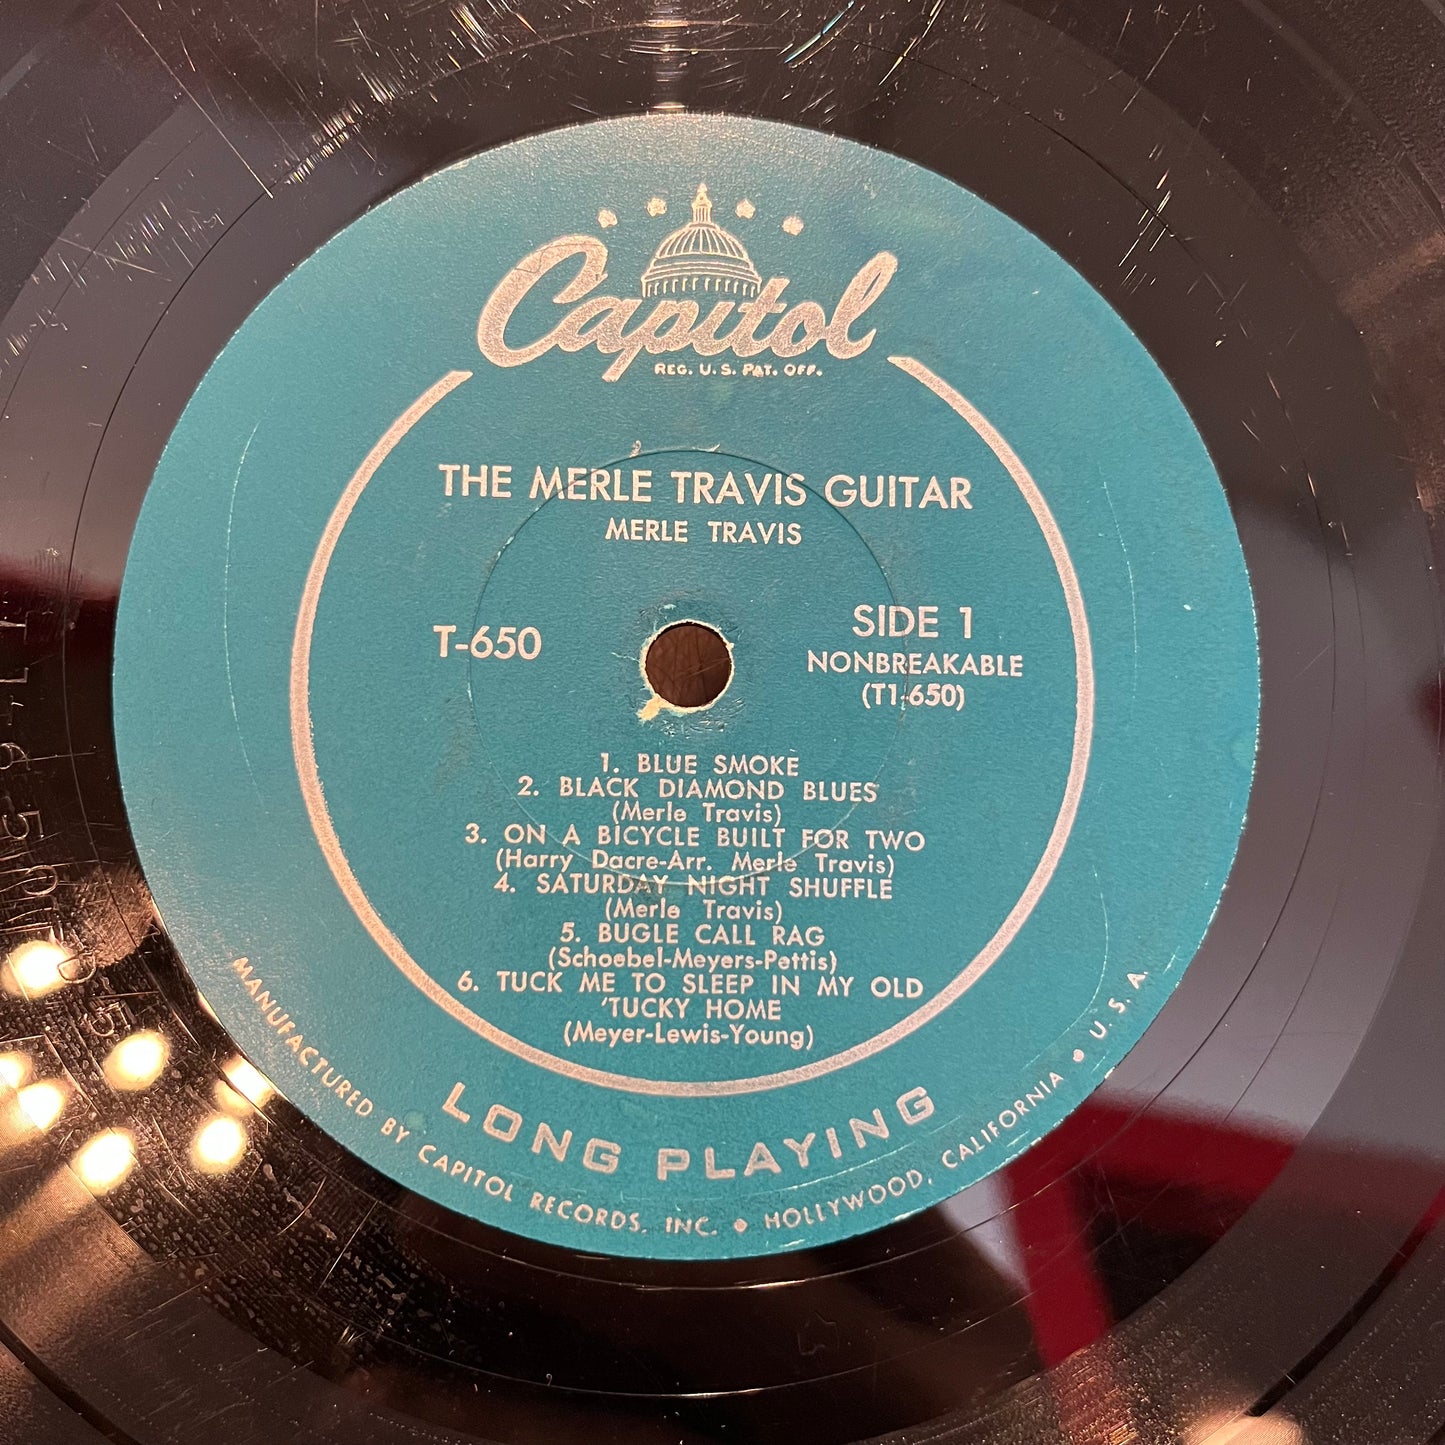 Capitol
REG. U.S. PAT. OFF.
THE MERLE TRAVIS GUITAR
MERLE TRAVIS
T-650
SIDE 1
NONBREAKABLE
(T1-650)
1. BLUE SMOKE
2. BLACK DIAMOND BLUES
(Merle Travis)
3. ON A BICYCLE BUILT FOR TWO
(Harry Dacre-Arr. Merle Travis)
4. SATURDAY NIGHT SHUFFLE
(Merle Travis)
5. BUGLE CALL RAG
(Schoebel-Meyers-Pettis)
6. TUCK ME TO SLEEP IN MY OLD
'TUCKY HOME
(Meyer-Lewis-Young)
LONG PLAYING
MANUFACTURED BY CAPITOL RECORDS, INC. • HOLLYWOOD, CALIFORNIA • U. S. A.